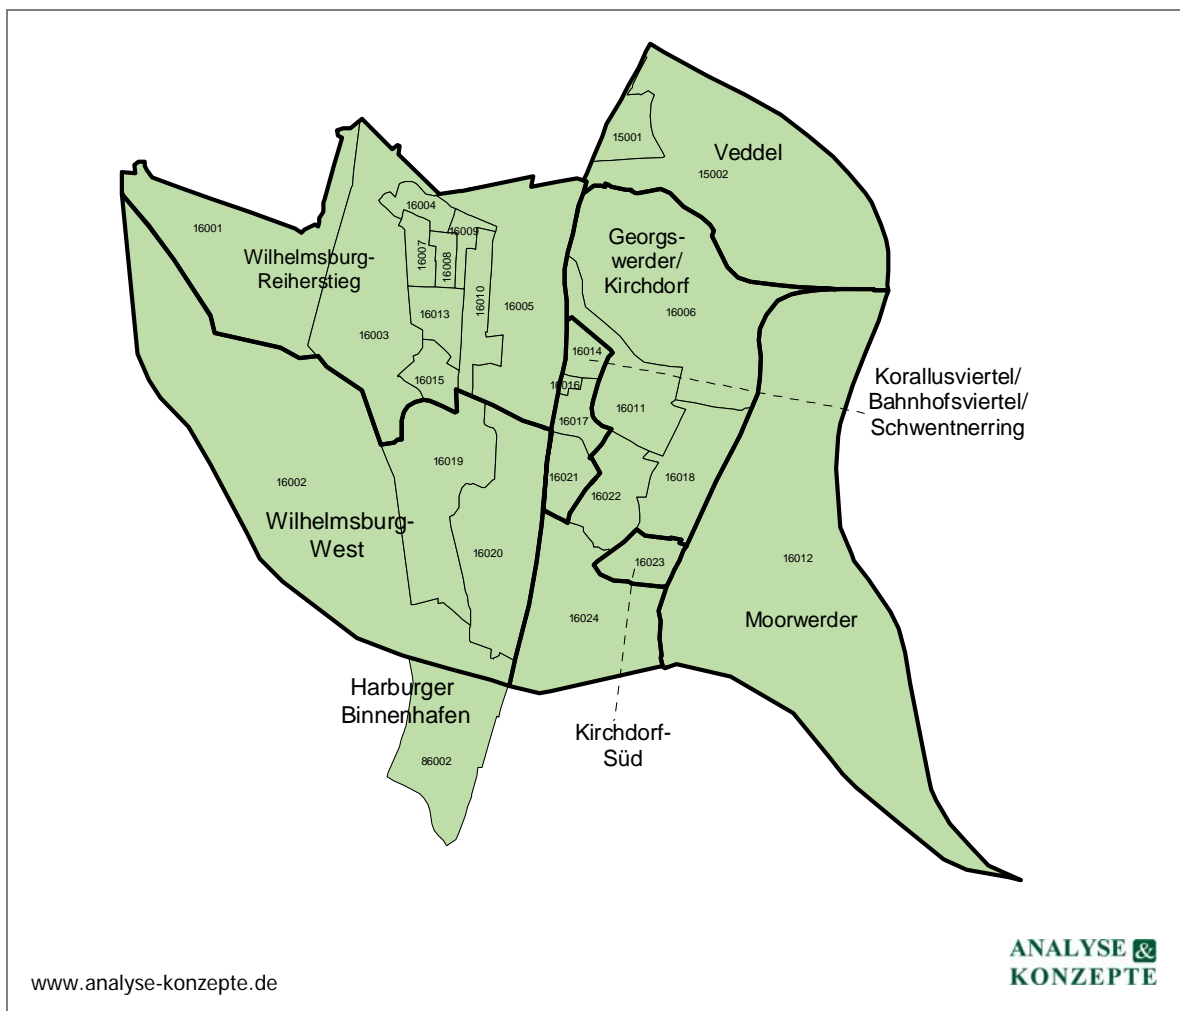 15001
Veddel
15002
16004
16001
16009
Georgs-
werder/
Kirchdorf
Wilhelmsburg-
Reiherstieg
16007
16008
16010
16005
16006
16013
16003
16014
16015
16016
16011
Korallusviertel/
Bahnhofsviertel/
Schwentnerring
16017
16019
16021
16018
16002
16022
Wilhelmsburg-
West
16020
16023
16012
16024
Moorwerder
Harburger
Binnenhafen
Kirchdorf-
Süd
86002
www.analyse-konzepte.de
ANALYSE &
KONZEPTE